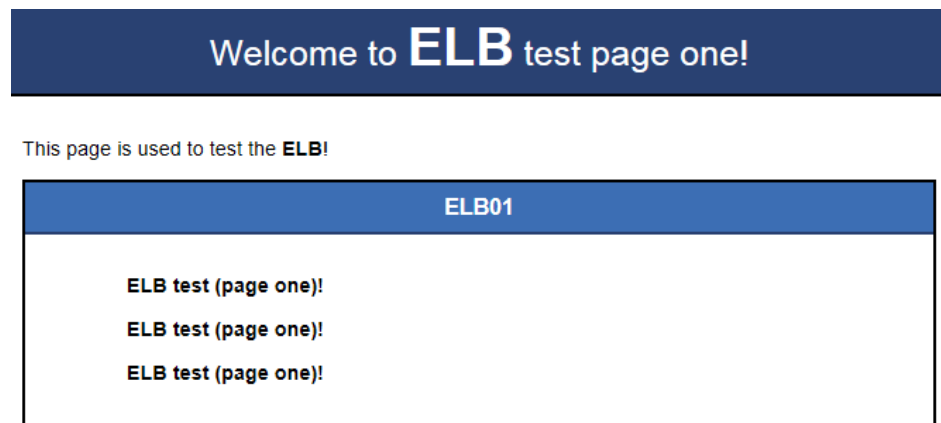 Welcome to ELB test page one!
This page is used to test the ELB!
ELB01
ELB test (page one)!
ELB test (page one)!
ELB test (page one)!